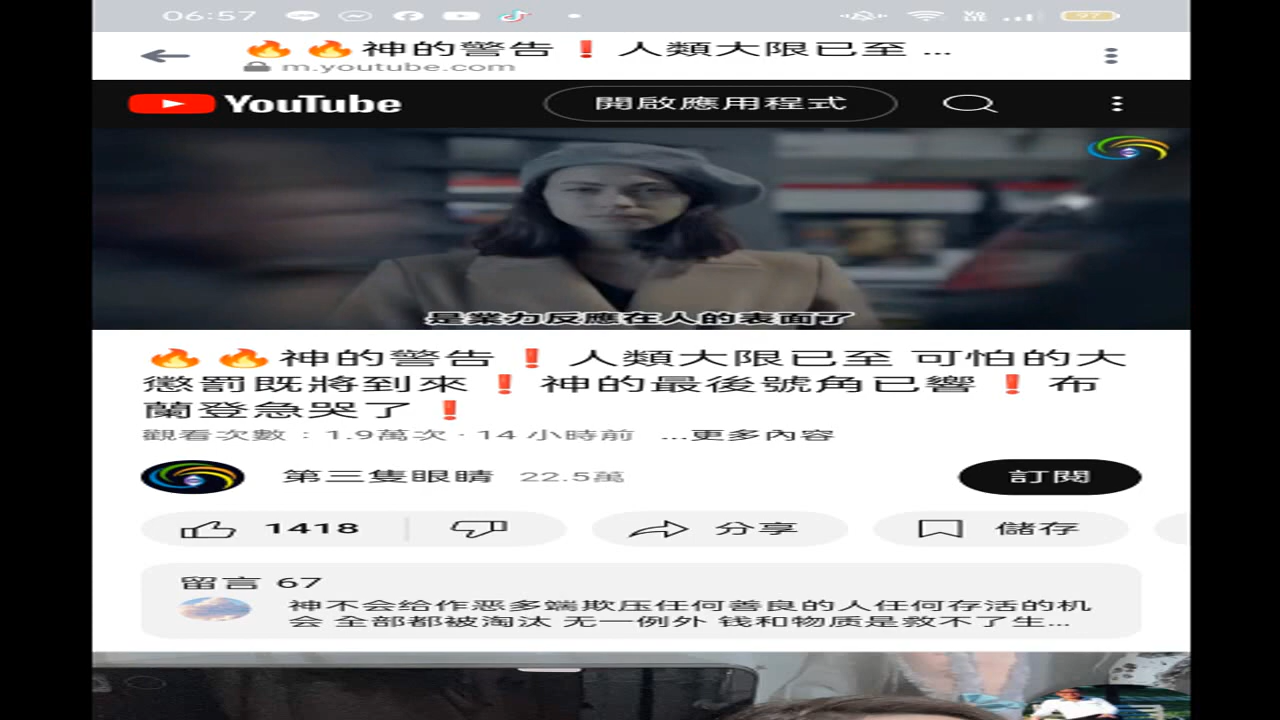 06:57
VO LTE
97
🔥🔥神的警告❗人類大限已至 ...
m.youtube.com
YouTube
開啟應用程式
是業力反應在人的表面了
🔥🔥神的警告❗人類大限已至 可怕的大
懲罰既將到來❗神的最後號角已響❗布
蘭登急哭了❗
觀看次數：1.9萬次 · 14 小時前 ...更多內容
第三隻眼睛 22.5萬
訂閱
1418
分享
儲存
留言 67
神不会给作恶多端欺压任何善良的人任何存活的机
会 全部都被淘汰 无一例外 钱和物质是救不了生...